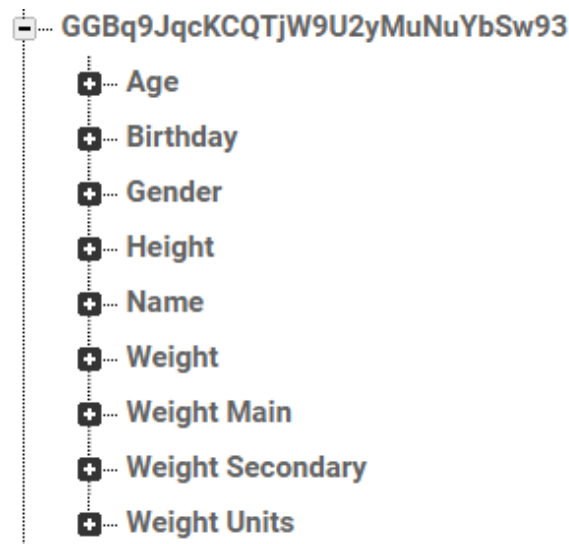 GGBq9JqcKCQTjW9U2yMuNuYbSw93
Age
Birthday
Gender
Height
Name
Weight
Weight Main
Weight Secondary
Weight Units